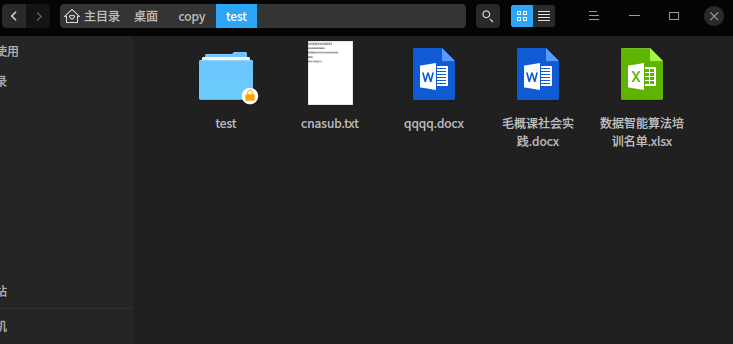 主目录 桌面 copy test
使用
录
test
cnasub.txt
qqqq.docx
毛概课社会实
践.docx
数据智能算法培
训名单.xlsx
站
机